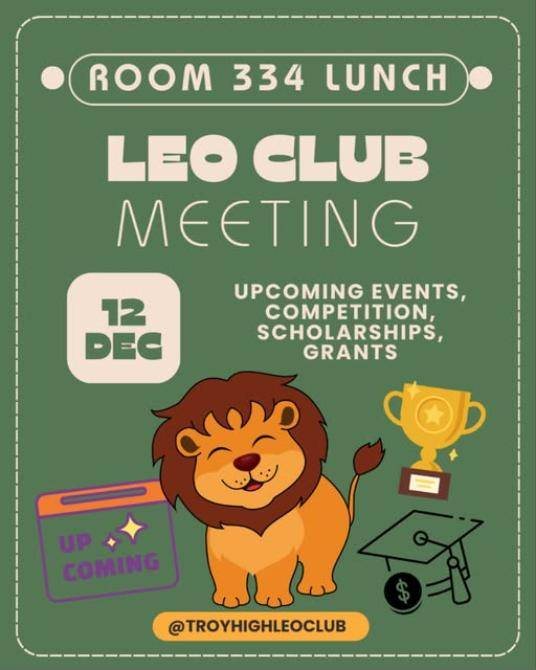 ROOM 334 LUNCH
LEO CLUB
MEETING
12
DEC
UPCOMING EVENTS,
COMPETITION,
SCHOLARSHIPS,
GRANTS
UP
COMING
$
@TROYHIGHLEOCLUB